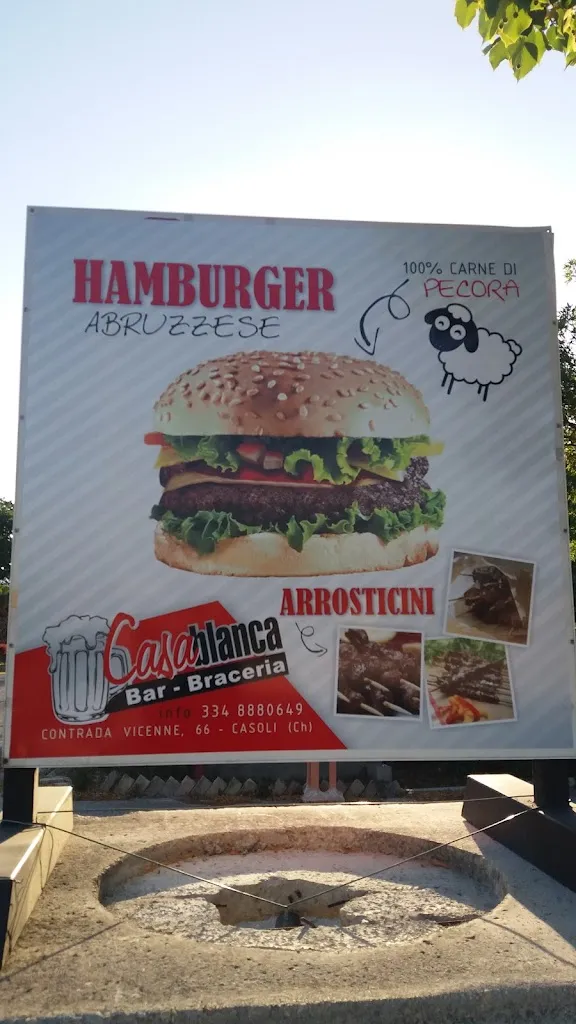 HAMBURGER
ABRUZZESE
100% CARNE DI
PECORA
ARROSTICINI
Casablanca
Bar - Braceria
info 334 8880649
CONTRADA VICENNE, 66 - CASOLI (Ch)